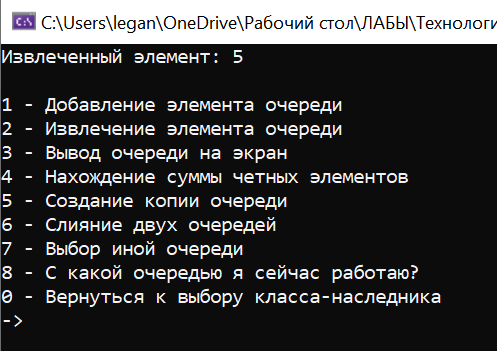 C:\Users\legan\OneDrive\Рабочий стол\ЛАБЫ\Технологи
Извлеченный элемент: 5
1 - Добавление элемента очереди
2 - Извлечение элемента очереди
3 - Вывод очереди на экран
4 - Нахождение суммы четных элементов
5 - Создание копии очереди
6 - Слияние двух очередей
7 - Выбор иной очереди
8 - С какой очередью я сейчас работаю?
0 - Вернуться к выбору класса-наследника
->